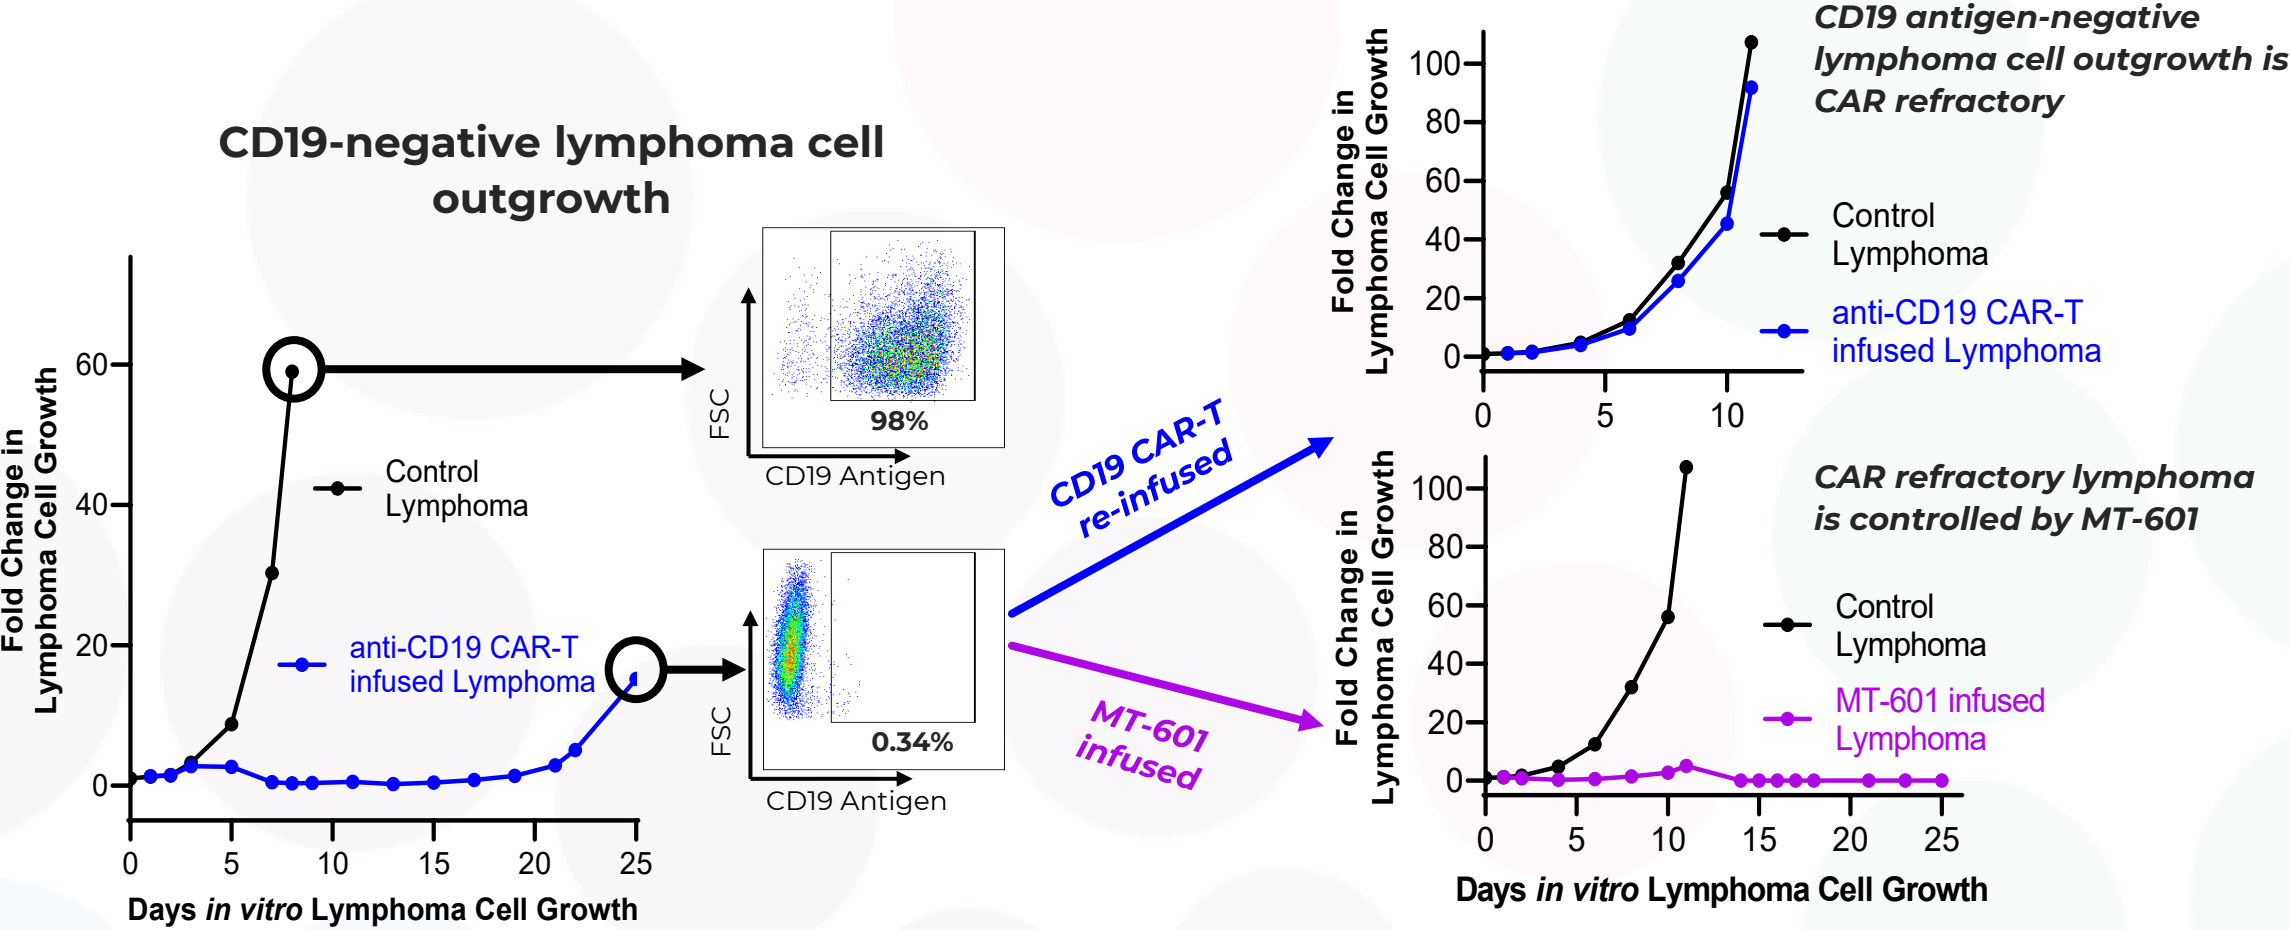 CD19-negative lymphoma cell
outgrowth
Fold Change in
Lymphoma Cell Growth
60
40
20
0
0
5
10
15
20
25
Days in vitro Lymphoma Cell Growth
Control
Lymphoma
anti-CD19 CAR-T
infused Lymphoma
FSC
98%
CD19 Antigen
FSC
0.34%
CD19 Antigen
CD19 CAR-T
re-infused
MT-601
infused
Fold Change in
Lymphoma Cell Growth
100
80
60
40
20
0
0
5
10
CD19 antigen-negative
lymphoma cell outgrowth is
CAR refractory
Control
Lymphoma
anti-CD19 CAR-T
infused Lymphoma
Fold Change in
Lymphoma Cell Growth
100
80
60
40
20
0
0
5
10
15
20
25
Days in vitro Lymphoma Cell Growth
CAR refractory lymphoma
is controlled by MT-601
Control
Lymphoma
MT-601 infused
Lymphoma